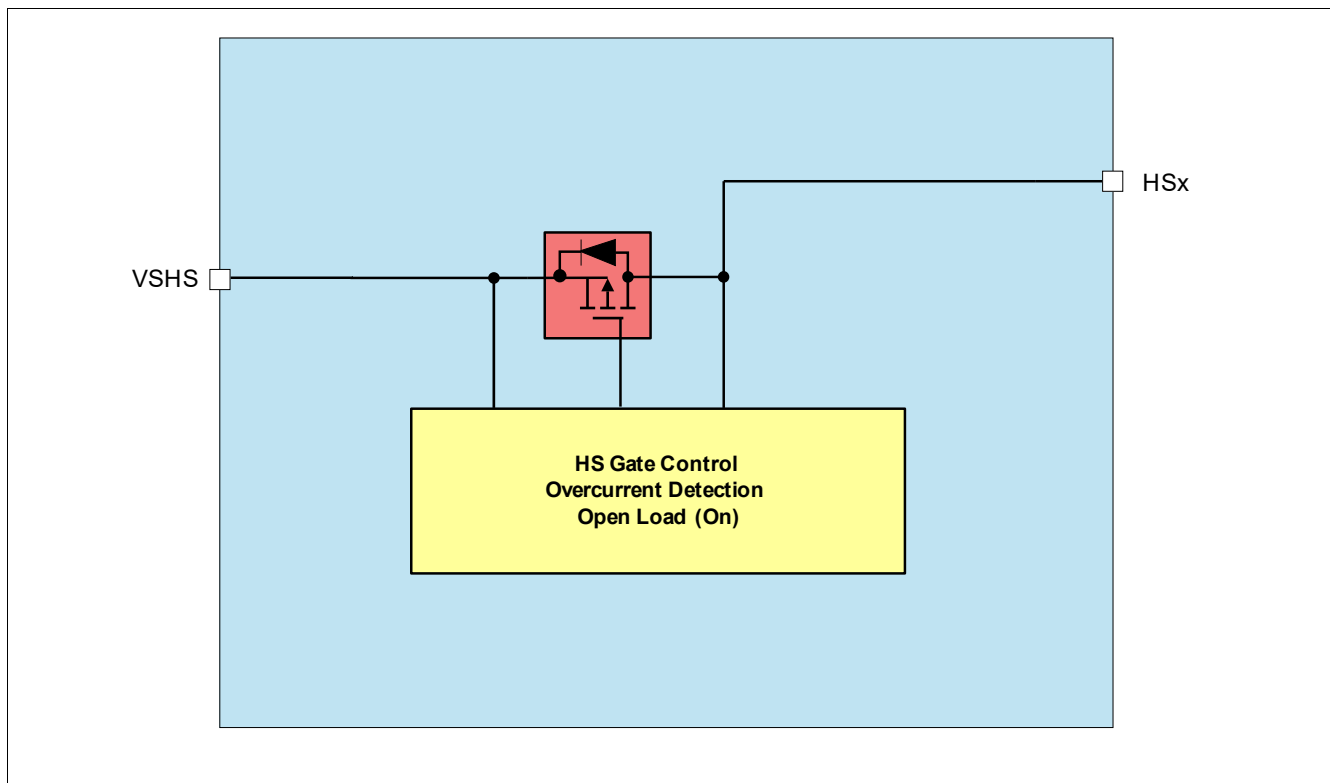 HSx
VSHS
HS Gate Control
Overcurrent Detection
Open Load (On)